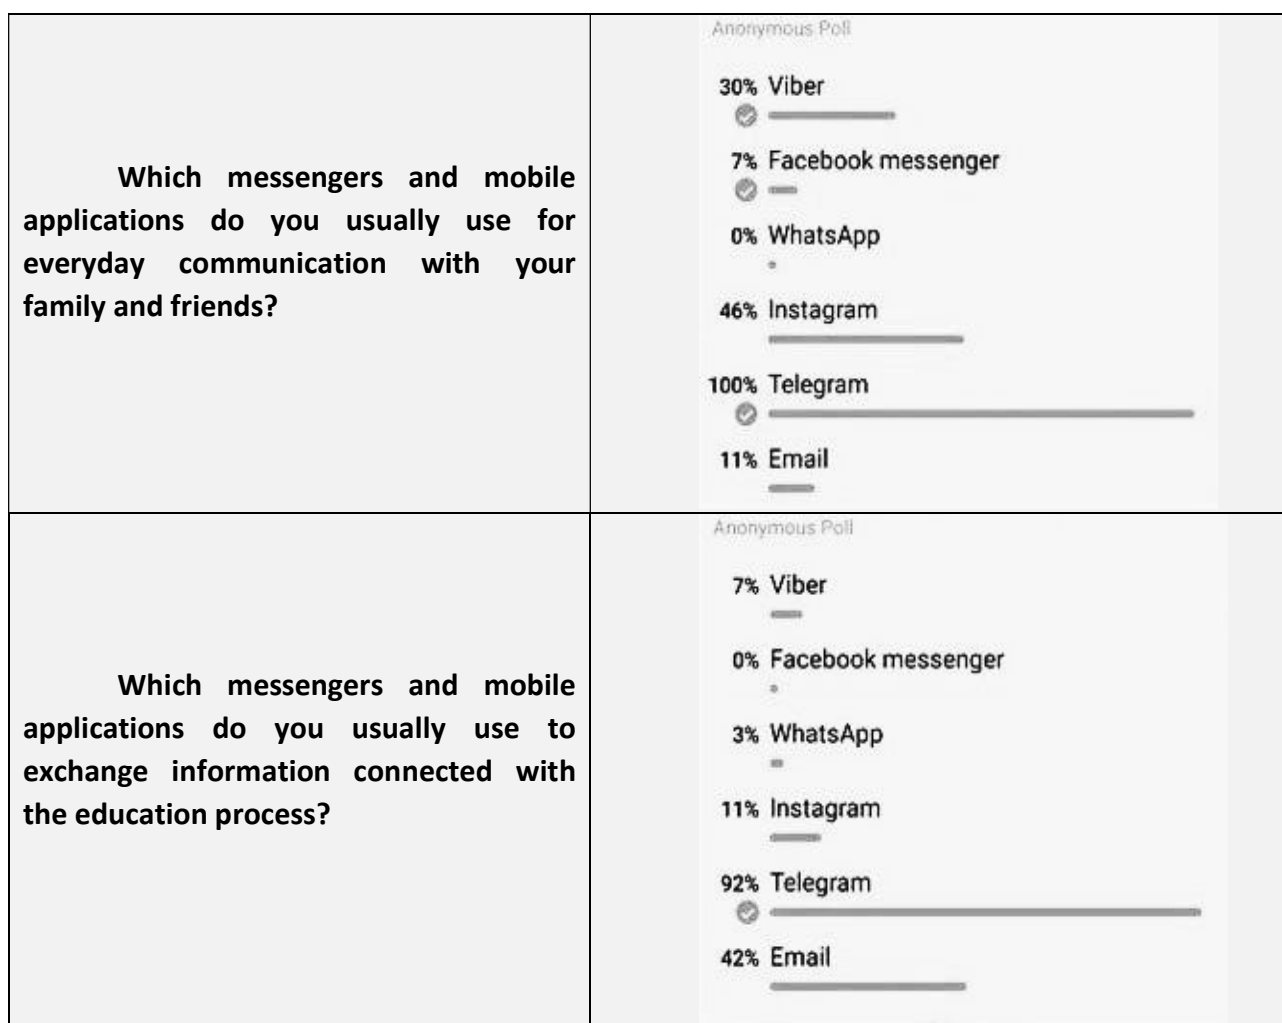 Which messengers and mobile
applications do you usually use for
everyday communication with your
family and friends?
Anonymous Poll
30% Viber
7% Facebook messenger
0% WhatsApp
46% Instagram
100% Telegram
11% Email
Which messengers and mobile
applications do you usually use to
exchange information connected with
the education process?
Anonymous Poll
7% Viber
0% Facebook messenger
3% WhatsApp
11% Instagram
92% Telegram
42% Email